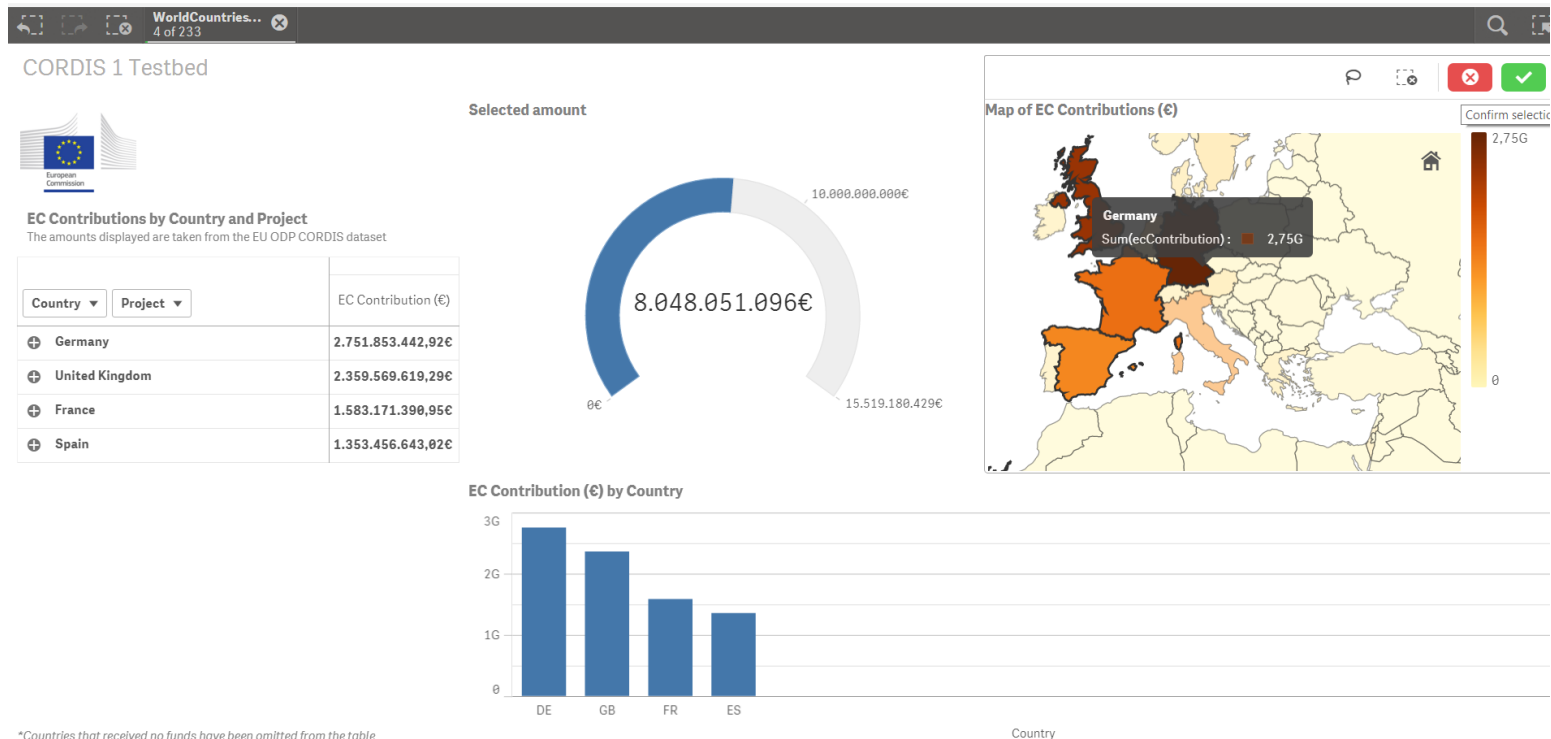 WorldCountries...
4 of 233
CORDIS 1 Testbed
European
Commission
EC Contributions by Country and Project
The amounts displayed are taken from the EU ODP CORDIS dataset
Country
Project
EC Contribution (€)
Germany 2.751.853.442,92€
United Kingdom 2.359.569.619,29€
France 1.583.171.390,95€
Spain 1.353.456.643,02€
Selected amount
10.000.000.000€
8.048.051.096€
0€
15.519.180.429€
Map of EC Contributions (€)
Confirm selectio
2,75G
0
Germany
Sum(ecContribution) : 2,75G
EC Contribution (€) by Country
3G
2G
1G
0
DE GB FR ES
Country
*Countries that received no funds have been omitted from the table